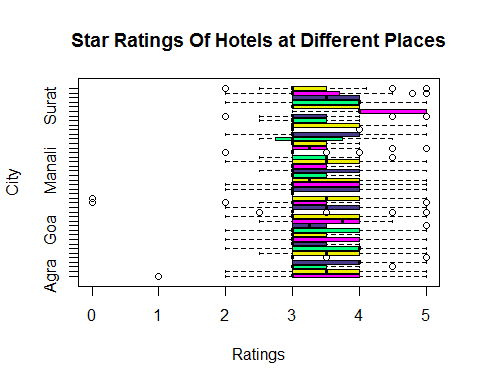 Star Ratings Of Hotels at Different Places
Surat
Manali
Goa
Agra
City
0 1 2 3 4 5
Ratings